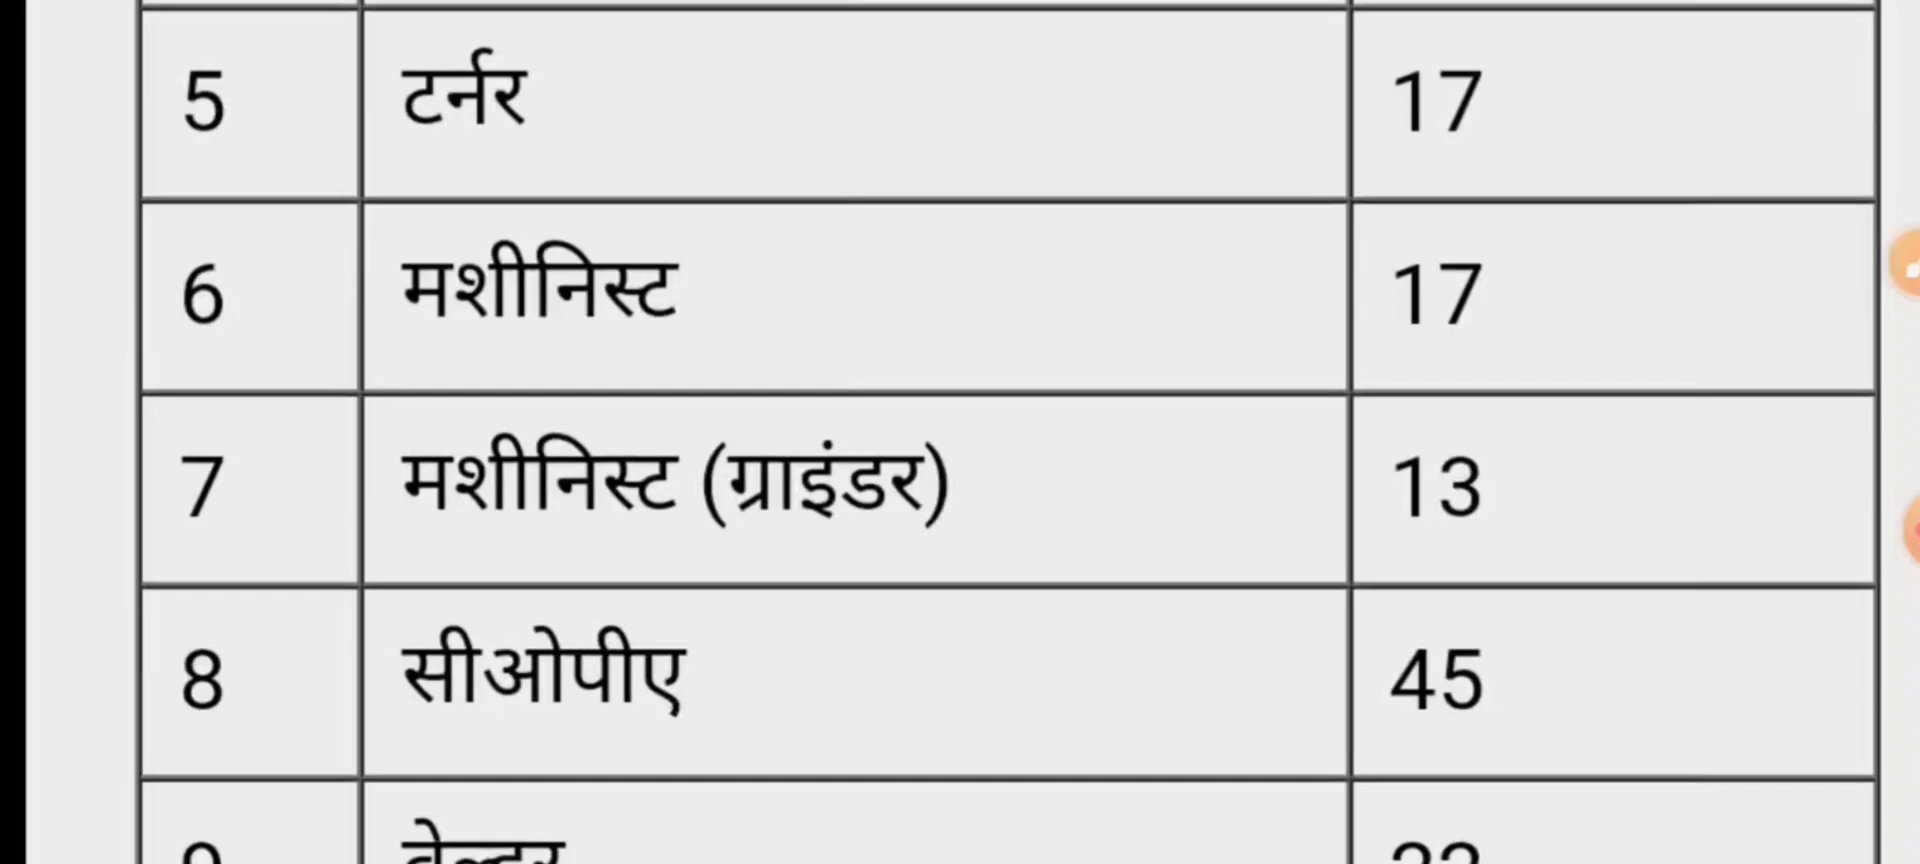 5 टर्नर 17
6 मशीनिस्ट 17
7 मशीनिस्ट (ग्राइंडर) 13
8 सीओपीए 45